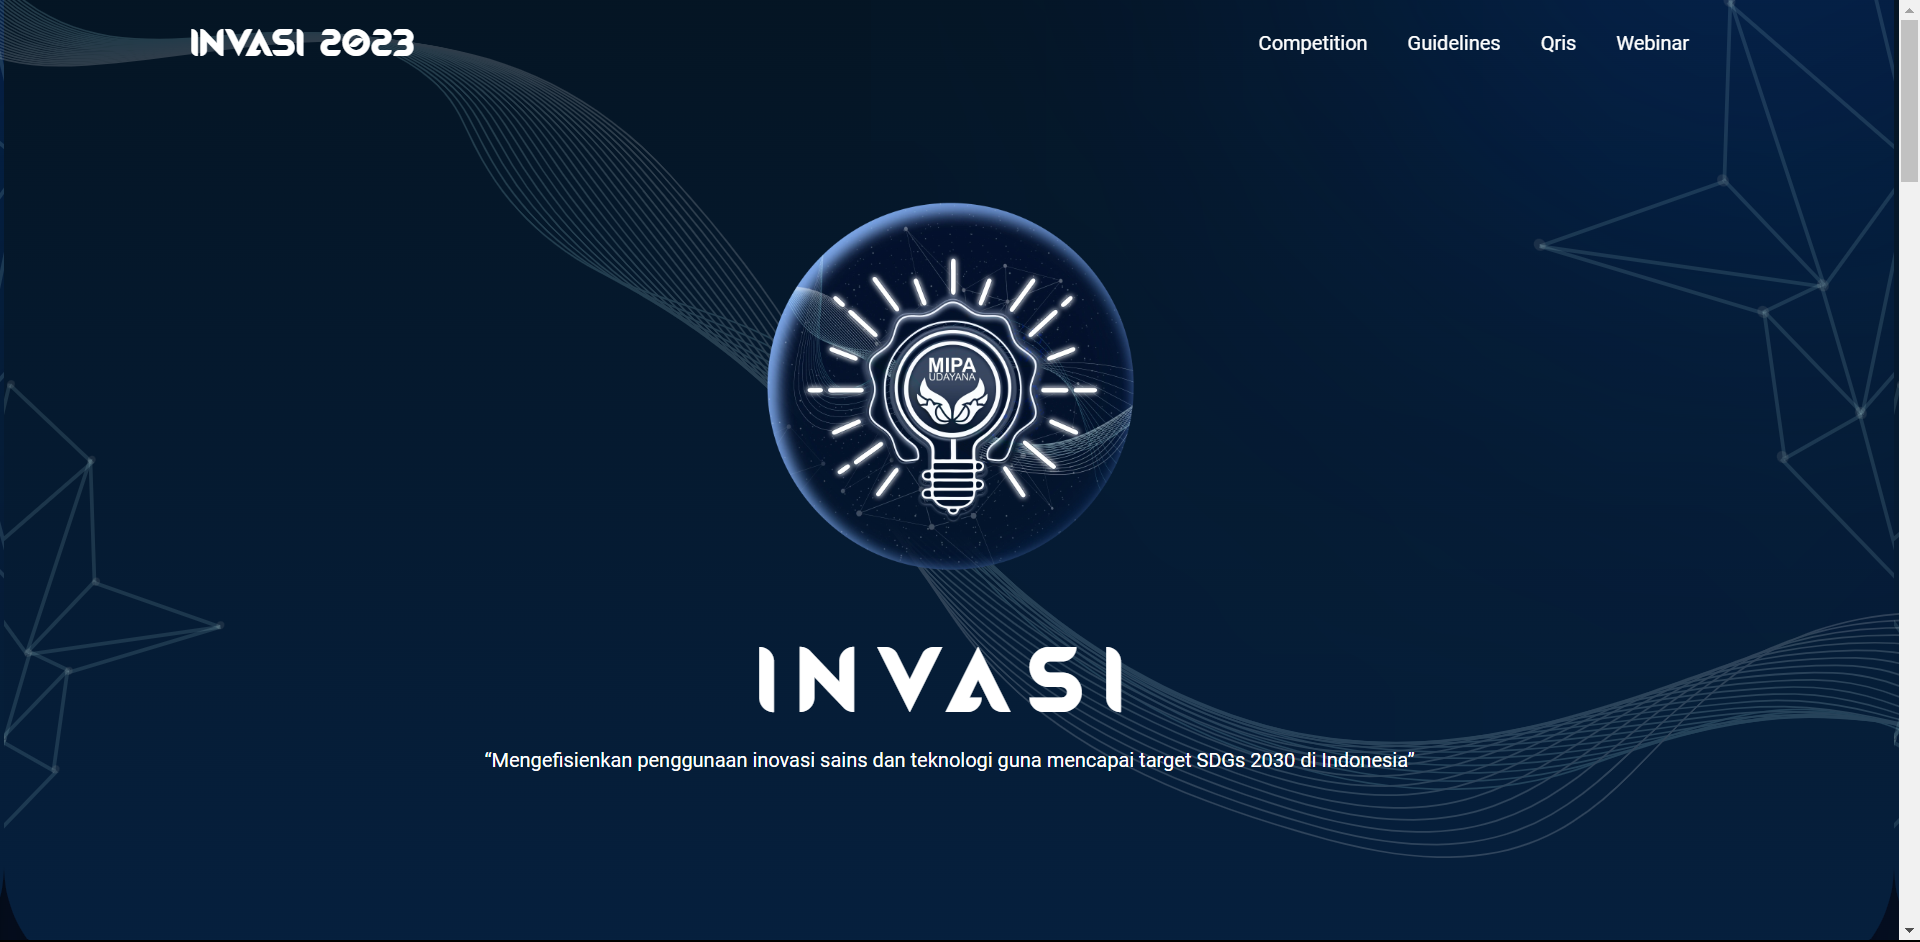 INVASI 2023
Competition
Guidelines
Qris
Webinar
MIPA
UDAYANA
INVASI
“Mengefisienkan penggunaan inovasi sains dan teknologi guna mencapai target SDGs 2030 di Indonesia”